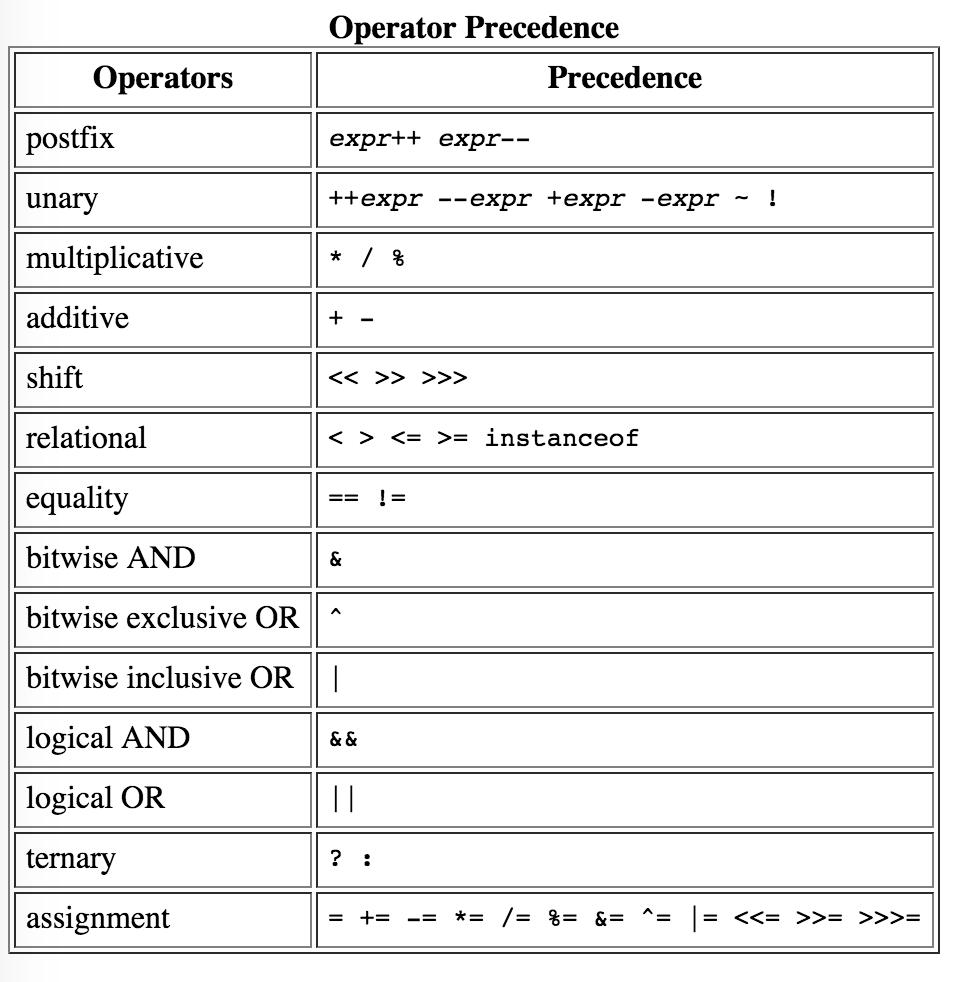 Operator Precedence
Operators Precedence
postfix expr++ expr--
unary ++expr --expr +expr -expr ~ !
multiplicative * / %
additive + -
shift << >> >>>
relational < > <= >= instanceof
equality == !=
bitwise AND &
bitwise exclusive OR ^
bitwise inclusive OR |
logical AND &&
logical OR ||
ternary ? :
assignment = += -= *= /= %= &= ^= |= <<= >>= >>>=